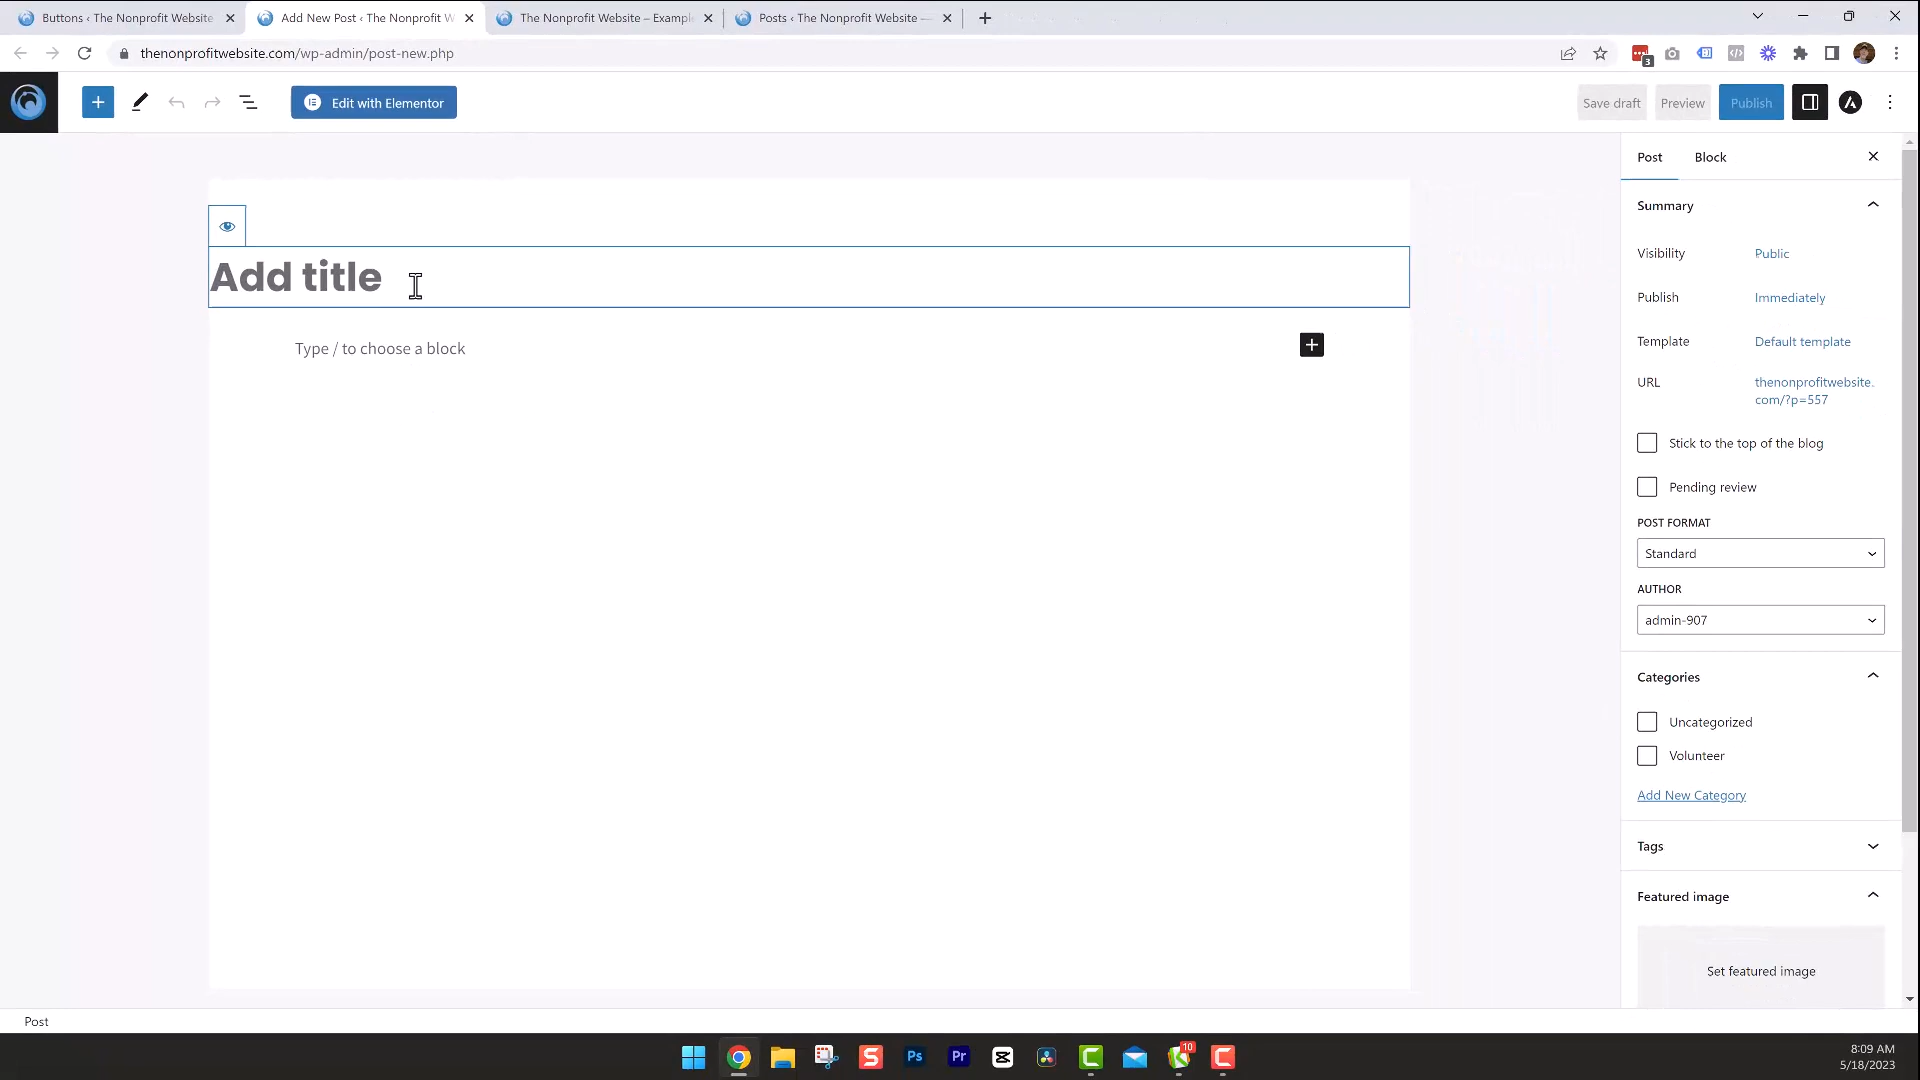 Buttons ‹ The Nonprofit Website
Add New Post ‹ The Nonprofit W
The Nonprofit Website – Exampl
Posts ‹ The Nonprofit Website —
thenonprofitwebsite.com/wp-admin/post-new.php
3
Edit with Elementor
Save draft
Preview
Publish
Post
Block
Summary
Add title
Visibility
Public
Publish
Immediately
Type / to choose a block
Template
Default template
URL
thenonprofitwebsite.
com/?p=557
Stick to the top of the blog
Pending review
POST FORMAT
Standard
AUTHOR
admin-907
Categories
Uncategorized
Volunteer
Add New Category
Tags
Featured image
Set featured image
Post
Ps
Pr
10
8:09 AM
5/18/2023